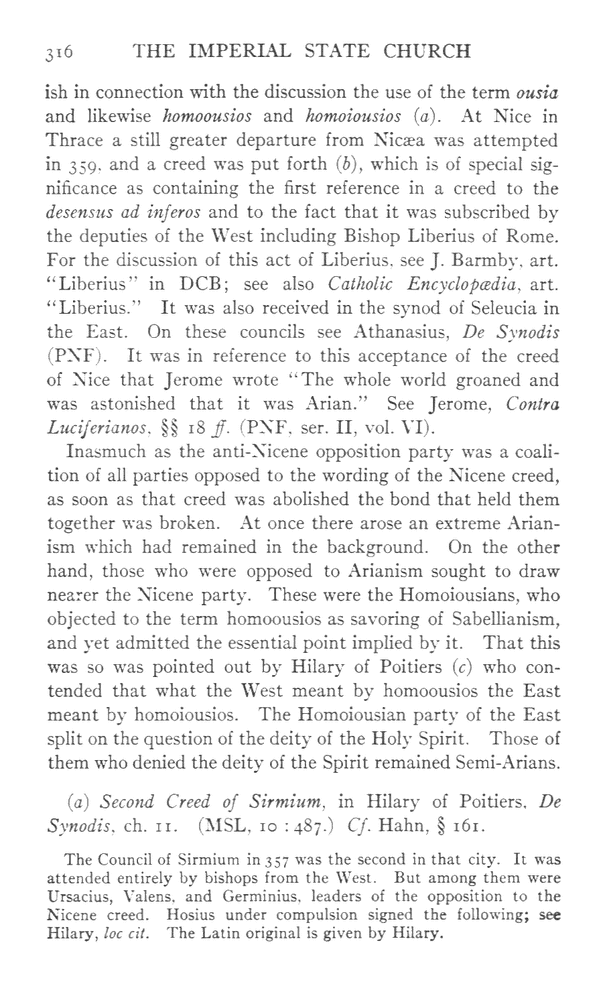 316 THE IMPERIAL STATE CHURCH
ish in connection with the discussion the use of the term ousia
and likewise homoousios and homoiousios (a). At Nice in
Thrace a still greater departure from Nicæa was attempted
in 359, and a creed was put forth (b), which is of special sig-
nificance as containing the first reference in a creed to the
desensus ad inferos and to the fact that it was subscribed by
the deputies of the West including Bishop Liberius of Rome.
For the discussion of this act of Liberius, see J. Barmby, art.
“Liberius” in DCB; see also Catholic Encyclopædia, art.
“Liberius.” It was also received in the synod of Seleucia in
the East. On these councils see Athanasius, De Synodis
(PNF). It was in reference to this acceptance of the creed
of Nice that Jerome wrote “The whole world groaned and
was astonished that it was Arian.” See Jerome, Contra
Luciferianos, §§ 18 ff. (PNF, ser. II, vol. VI).
Inasmuch as the anti-Nicene opposition party was a coali-
tion of all parties opposed to the wording of the Nicene creed,
as soon as that creed was abolished the bond that held them
together was broken. At once there arose an extreme Arian-
ism which had remained in the background. On the other
hand, those who were opposed to Arianism sought to draw
nearer the Nicene party. These were the Homoiousians, who
objected to the term homoousios as savoring of Sabellianism,
and yet admitted the essential point implied by it. That this
was so was pointed out by Hilary of Poitiers (c) who con-
tended that what the West meant by homoousios the East
meant by homoiousios. The Homoiousian party of the East
split on the question of the deity of the Holy Spirit. Those of
them who denied the deity of the Spirit remained Semi-Arians.
(a) Second Creed of Sirmium, in Hilary of Poitiers, De
Synodis, ch. 11. (MSL, 10 : 487.) Cf. Hahn, § 161.
The Council of Sirmium in 357 was the second in that city. It was
attended entirely by bishops from the West. But among them were
Ursacius, Valens, and Germinius, leaders of the opposition to the
Nicene creed. Hosius under compulsion signed the following; see
Hilary, loc cit. The Latin original is given by Hilary.